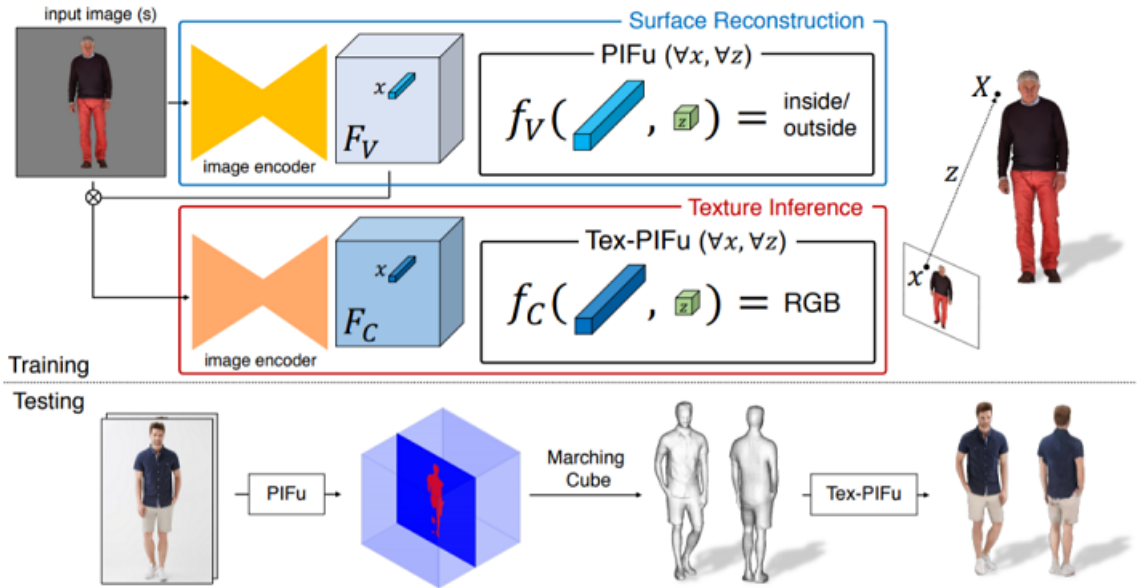 input image (s)
Surface Reconstruction
PIFu (∀x, ∀z)
x
F_V
f_V( , z ) = inside/
outside
image encoder
X
z
x
Texture Inference
Tex-PIFu (∀x, ∀z)
x
F_C
f_C( , z ) = RGB
image encoder
Training
Testing
PIFu
Marching
Cube
Tex-PIFu